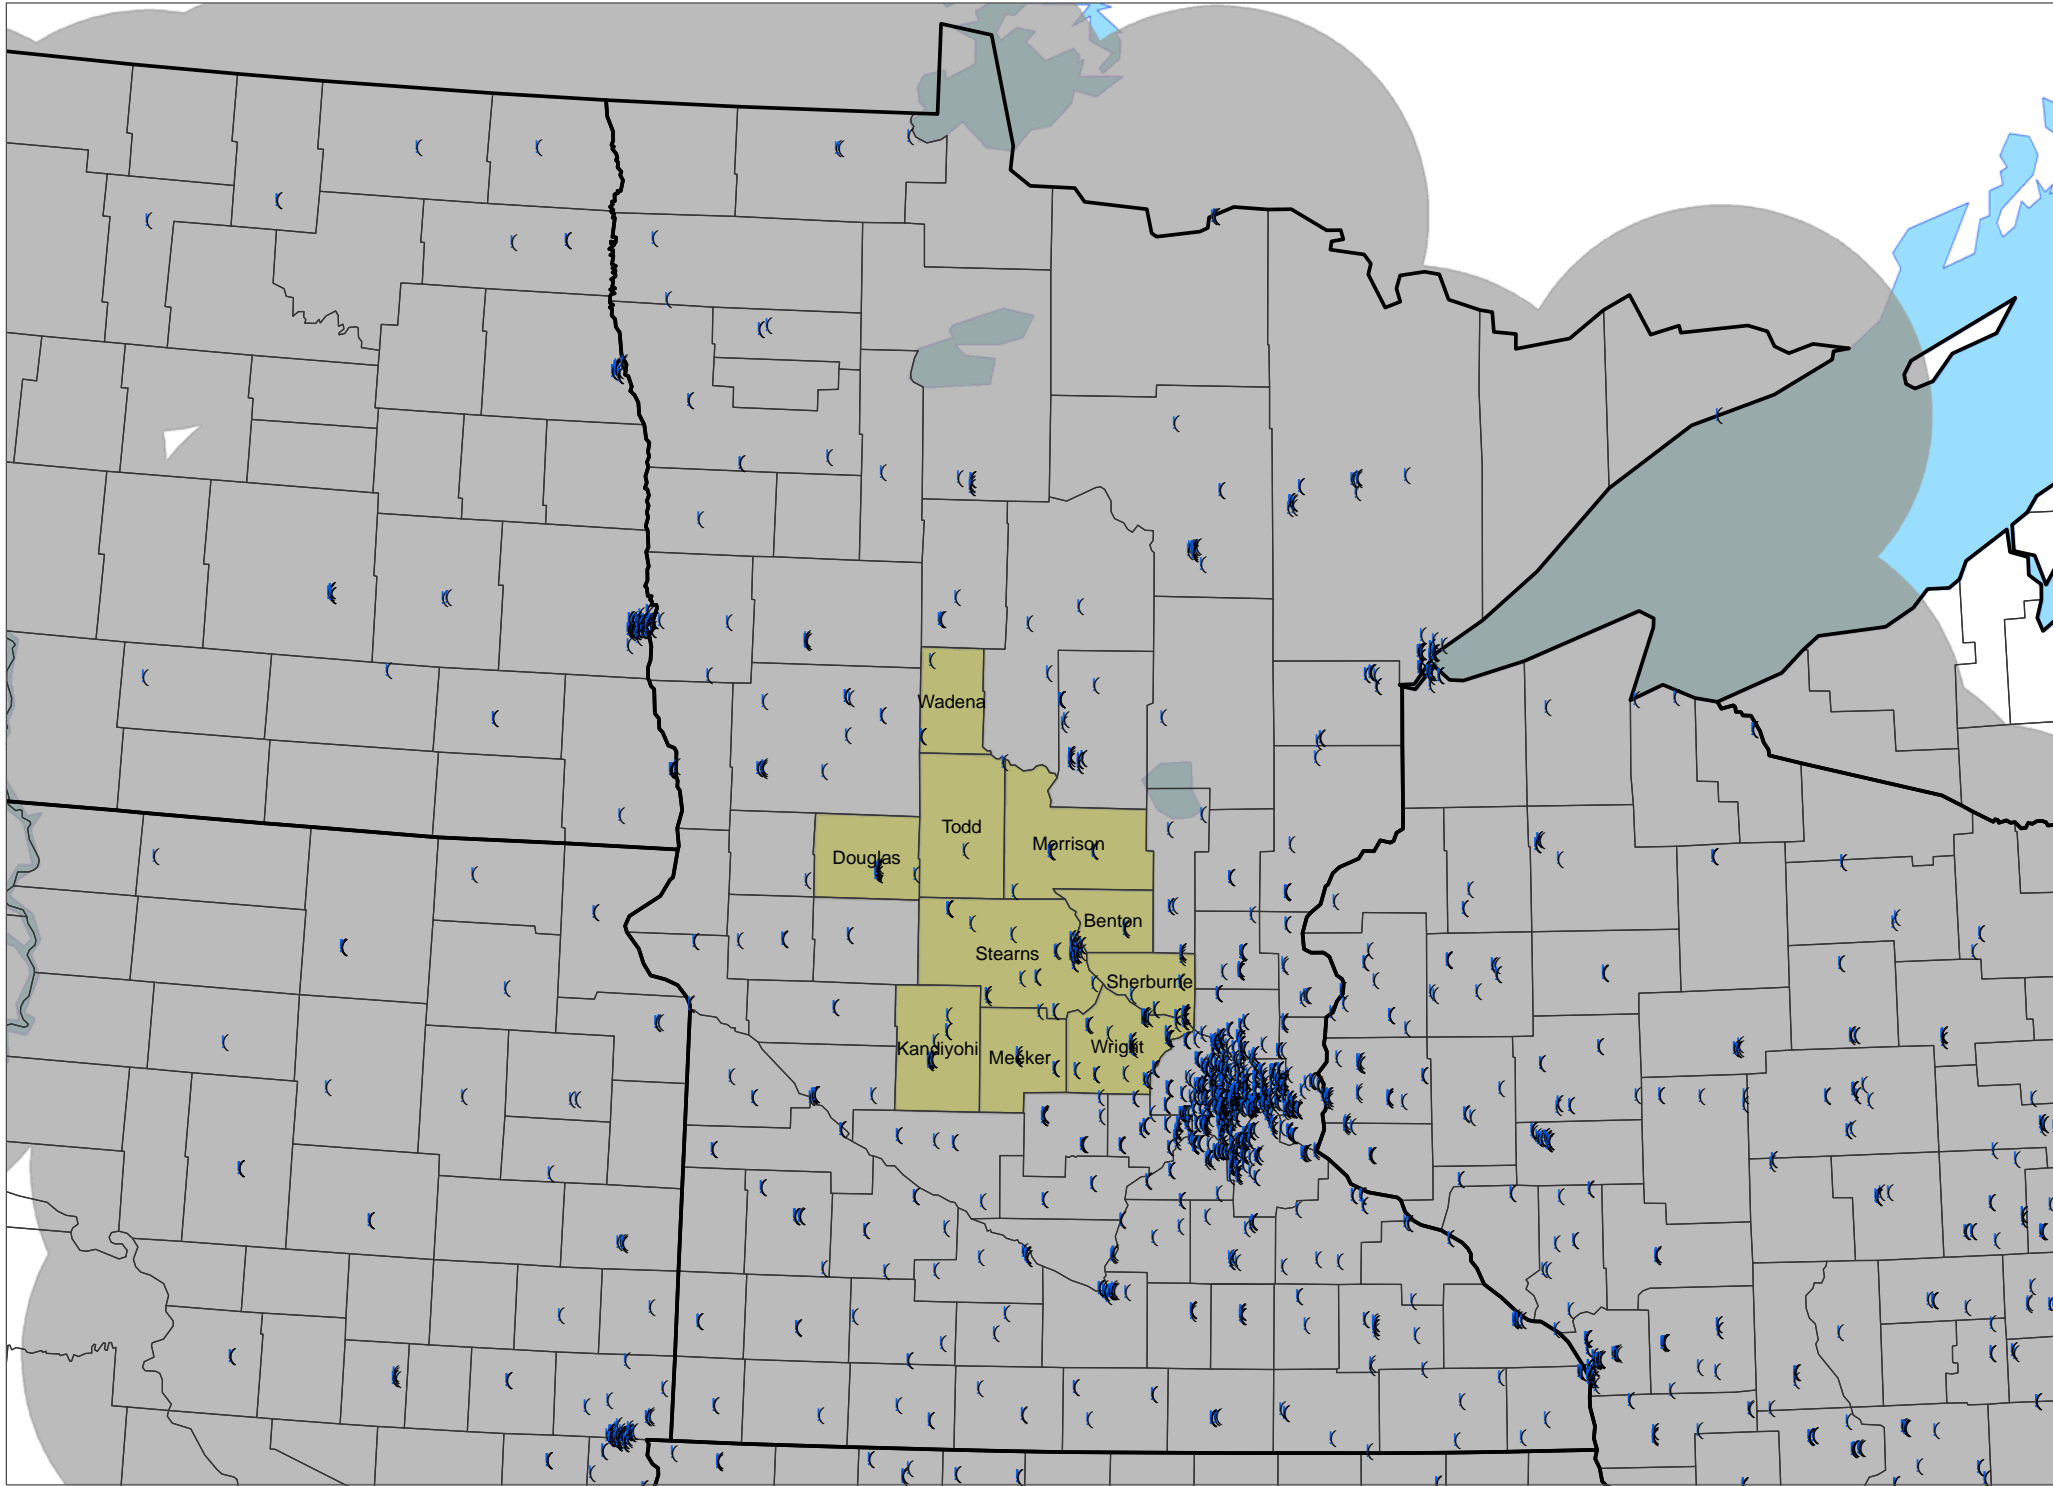 Wadena
Todd
Morrison
Douglas
Benton
Stearns
Sherburne
Kandiyohi
Meeker
Wright